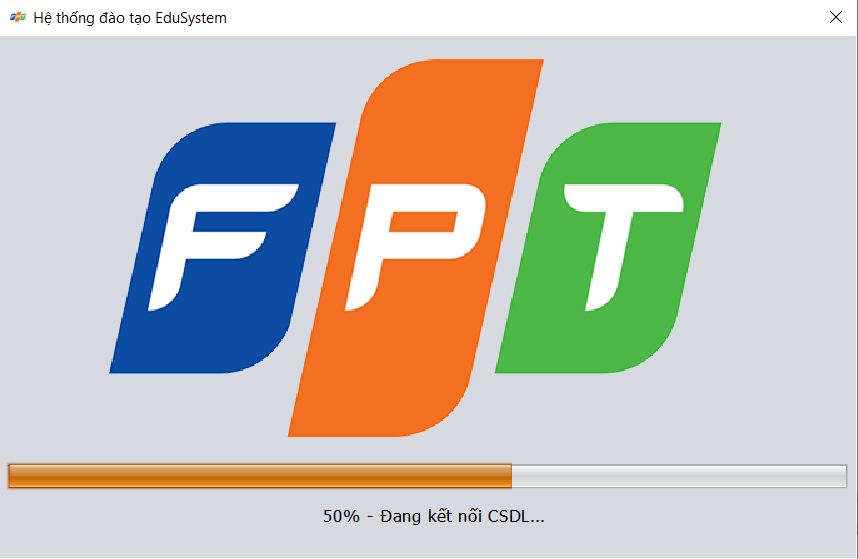 Hệ thống đào tạo EduSystem
FPT
50% - Đang kết nối CSDL...